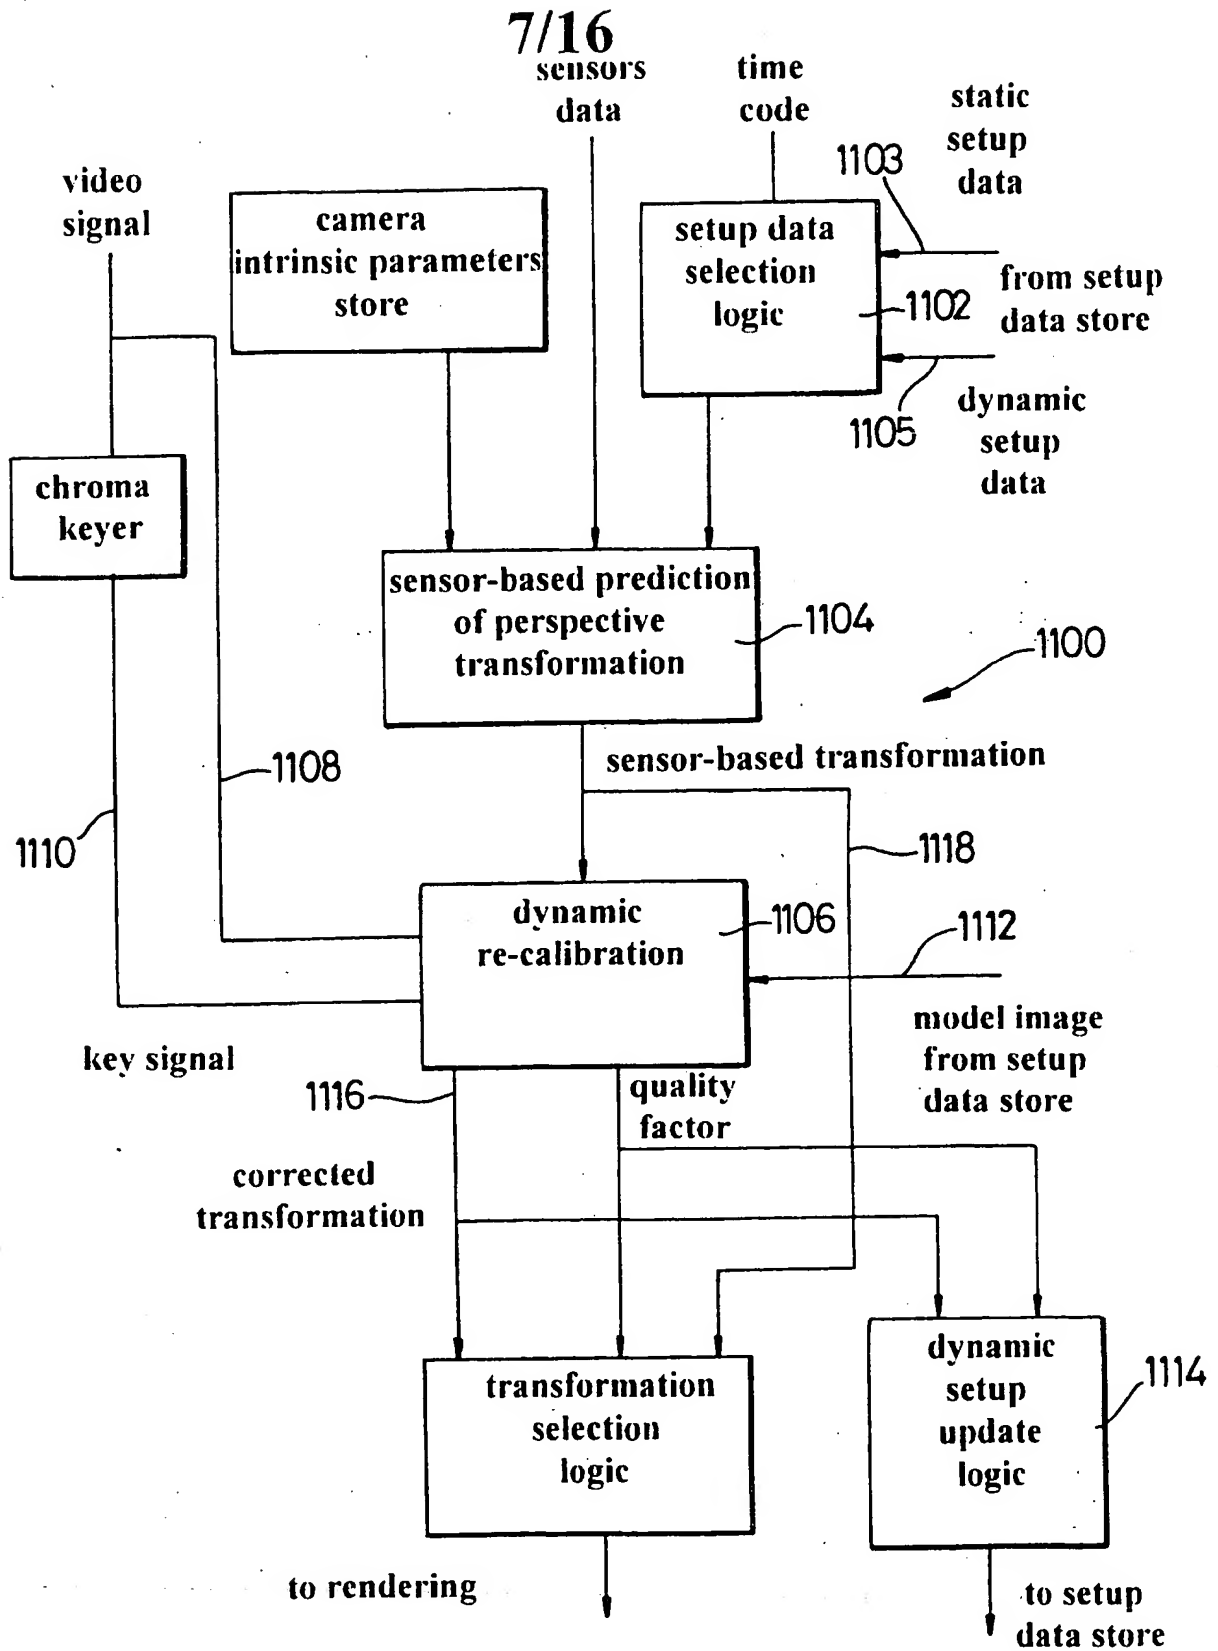 7/16
sensors
data
time
code
static
setup
data
1103
video
signal
camera
intrinsic parameters
store
setup data
selection
logic
1102
from setup
data store
1105
dynamic
setup
data
chroma
keyer
sensor-based prediction
of perspective
transformation
1104
1100
sensor-based transformation
1108
1110
1118
dynamic
re-calibration
1106
1112
model image
from setup
data store
key signal
1116
quality
factor
corrected
transformation
transformation
selection
logic
dynamic
setup
update
logic
1114
to rendering
to setup
data store